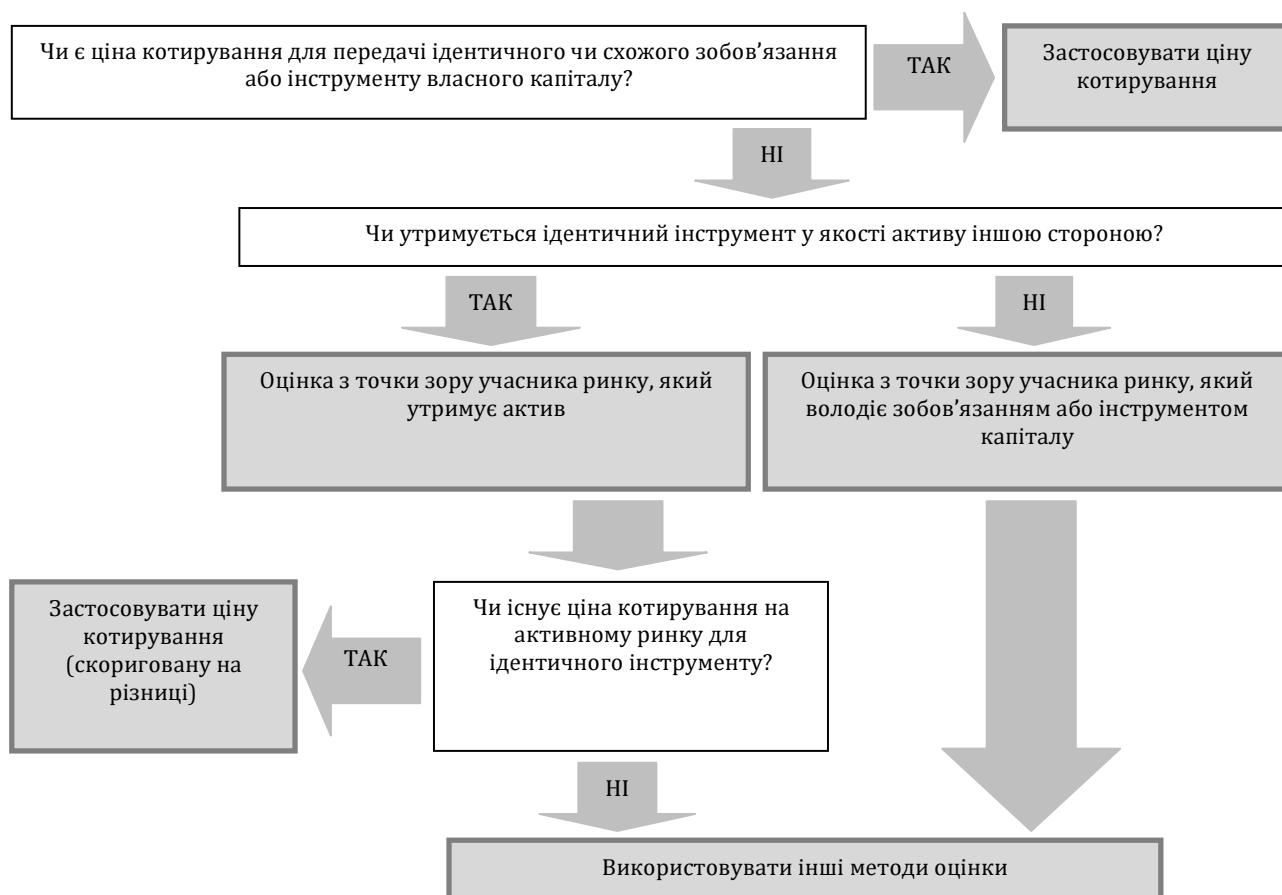 Чи є ціна котирування для передачі ідентичного чи схожого зобов’язання
або інструменту власного капіталу?
ТАК
Застосовувати ціну
котирування
НІ
Чи утримується ідентичний інструмент у якості активу іншою стороною?
ТАК
НІ
Оцінка з точки зору учасника ринку, який
утримує актив
Оцінка з точки зору учасника ринку, який
володіє зобов’язанням або інструментом
капіталу
Застосовувати ціну
котирування
(скориговану на
різниці)
ТАК
Чи існує ціна котирування на
активному ринку для
ідентичного інструменту?
НІ
Використовувати інші методи оцінки